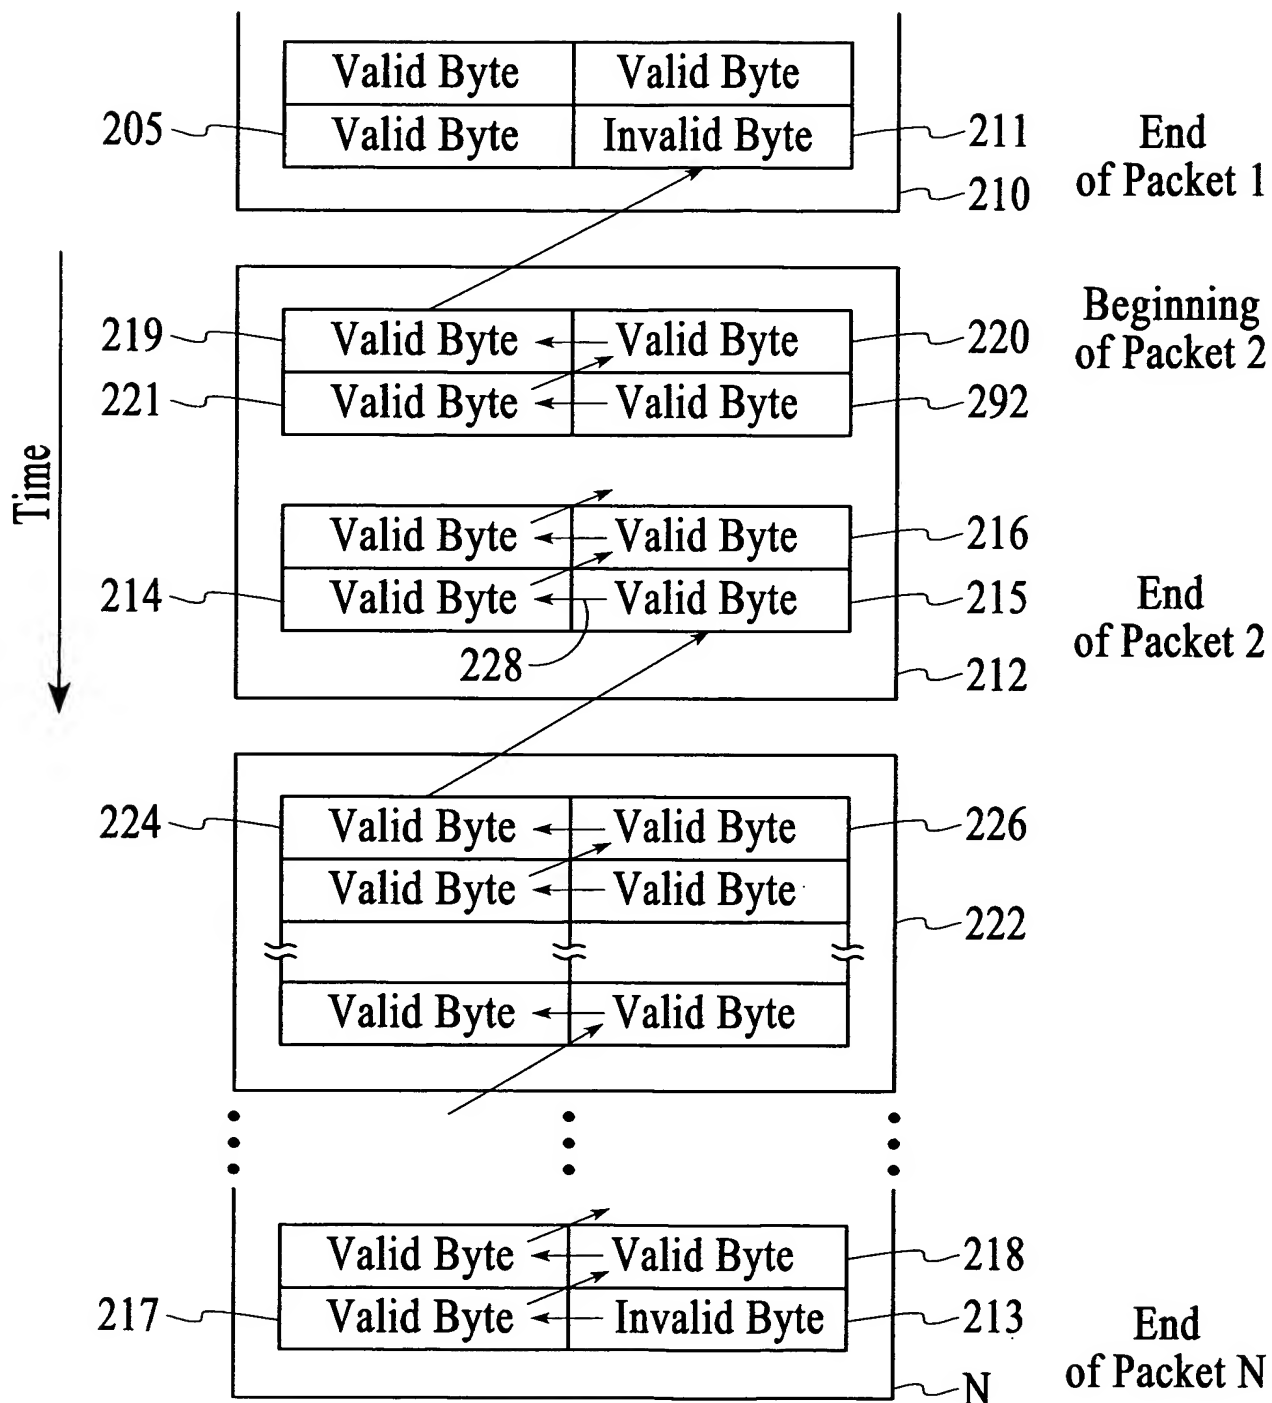 Valid Byte Valid Byte
205 Valid Byte Invalid Byte 211 End
of Packet 1
210
Time
Beginning
of Packet 2
219 Valid Byte Valid Byte 220
221 Valid Byte Valid Byte 292
Valid Byte Valid Byte 216
214 Valid Byte Valid Byte 215 End
of Packet 2
228
212
224 Valid Byte Valid Byte 226
Valid Byte Valid Byte
222
Valid Byte Valid Byte
Valid Byte Valid Byte 218
217 Valid Byte Invalid Byte 213 End
of Packet N
N